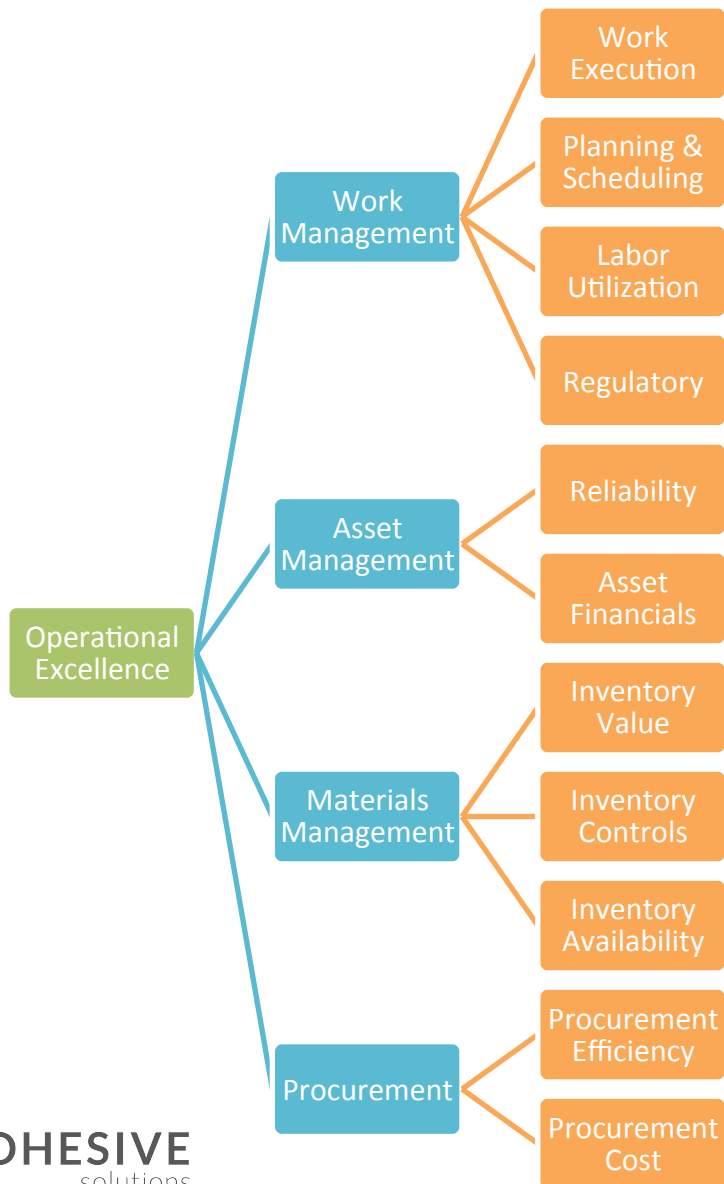 Operational
Excellence
Work
Management
Work
Execution
Planning &
Scheduling
Labor
Utilization
Regulatory
Asset
Management
Reliability
Asset
Financials
Materials
Management
Inventory
Value
Inventory
Controls
Inventory
Availability
Procurement
Procurement
Efficiency
Procurement
Cost
OHESIVE
solutions